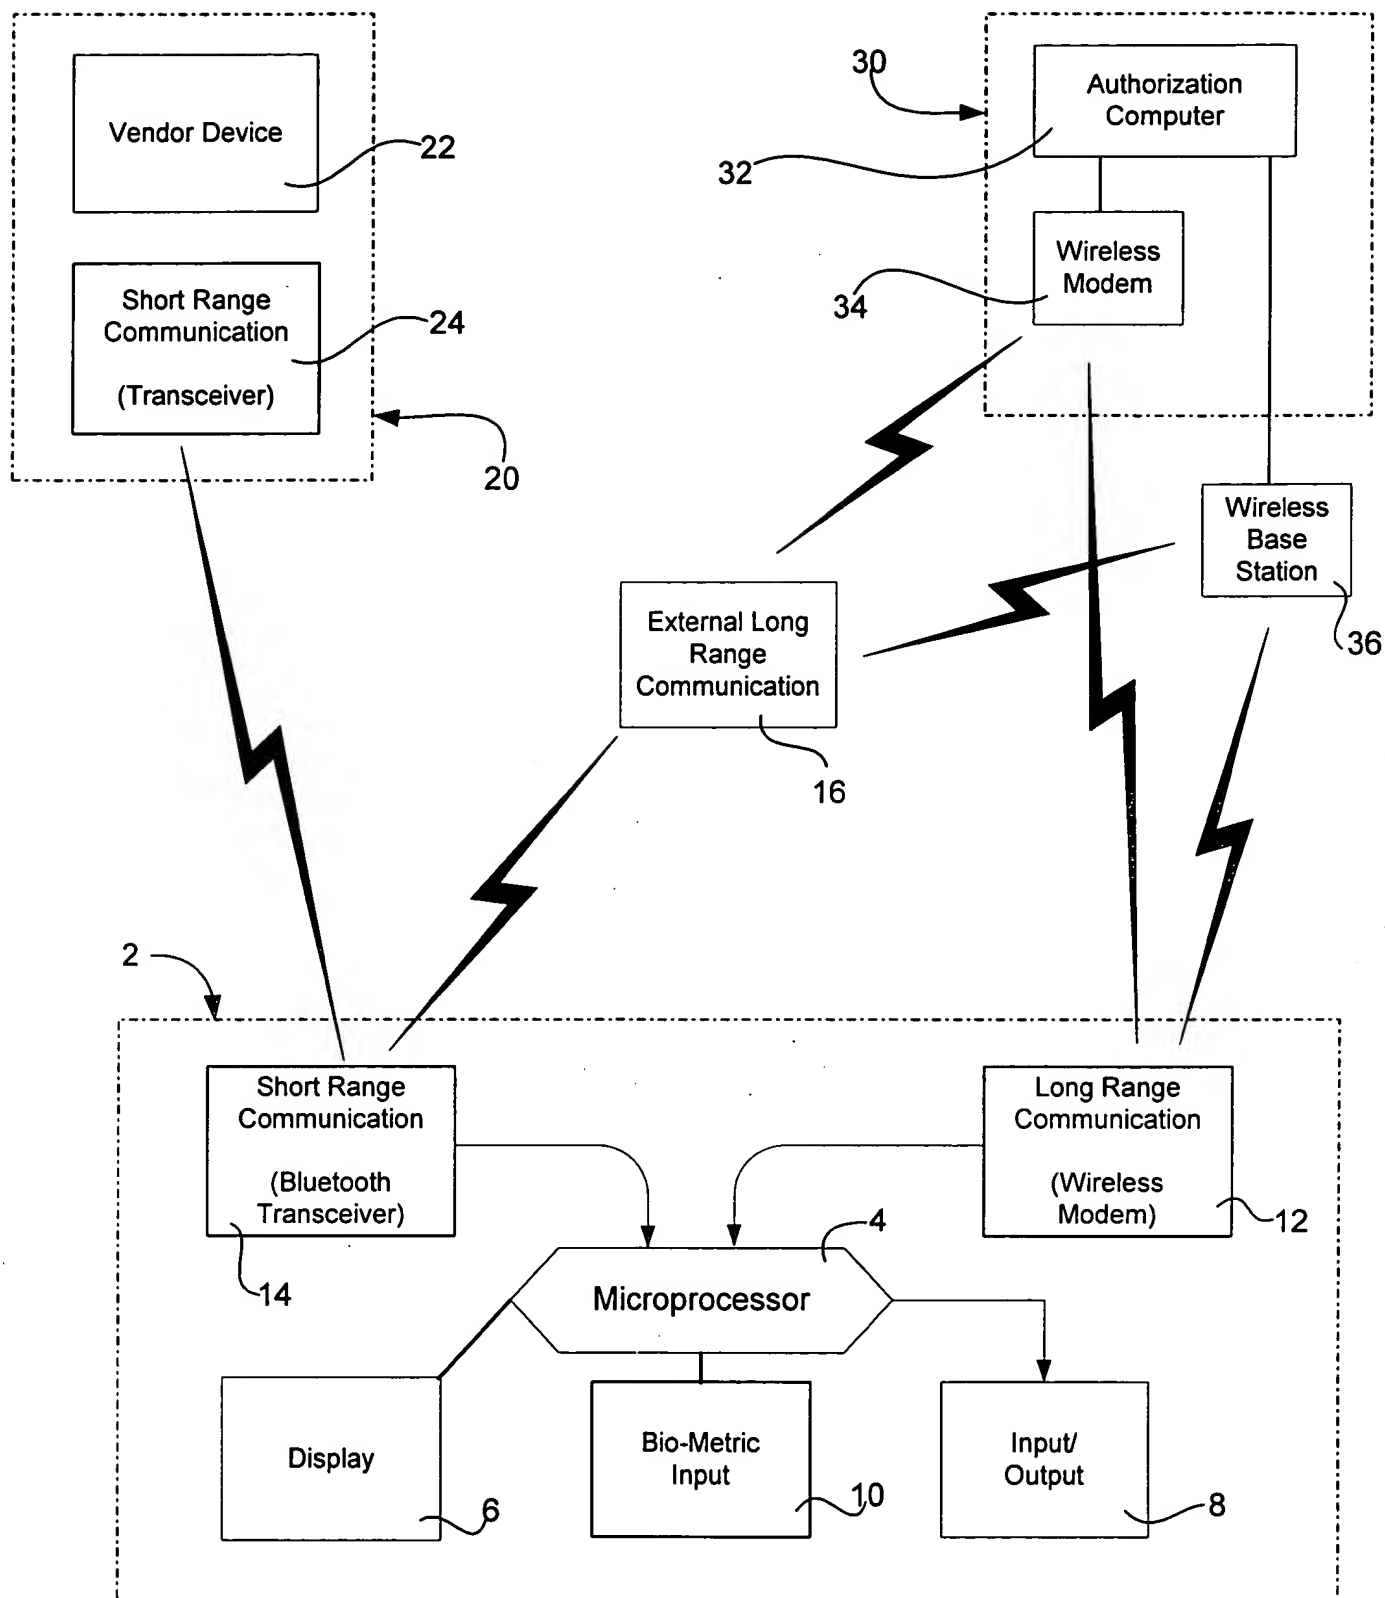 Vendor Device
22
Short Range
Communication
(Transceiver)
24
20
30
Authorization
Computer
32
Wireless
Modem
34
Wireless
Base
Station
36
External Long
Range
Communication
16
2
Short Range
Communication
(Bluetooth
Transceiver)
14
Long Range
Communication
(Wireless
Modem)
12
4
Microprocessor
Display
6
Bio-Metric
Input
10
Input/
Output
8